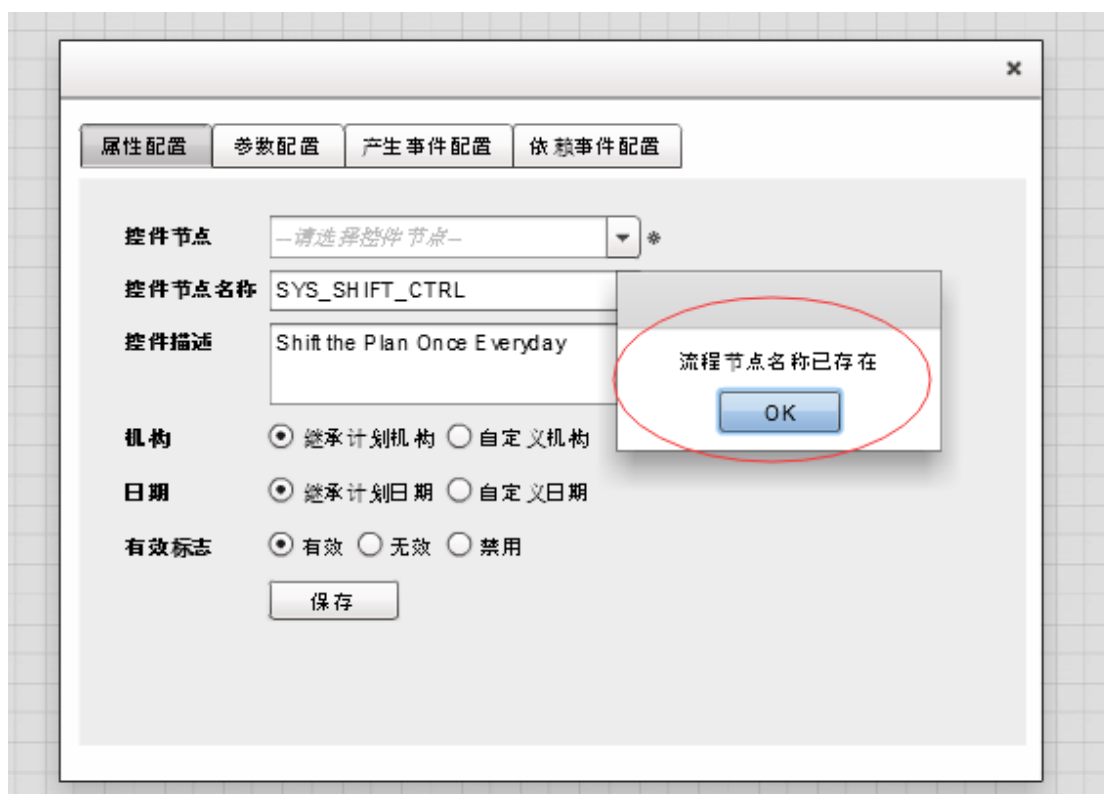 ×
属性配置 参数配置 产生事件配置 依赖事件配置
控件节点 --请选择控件节点-- *
控件节点名称 SYS_SHIFT_CTRL
控件描述 Shift the Plan Once Everyday
流程节点名称已存在
OK
机构 继承计划机构 自定义机构
日期 继承计划日期 自定义日期
有效标志 有效 无效 禁用
保存